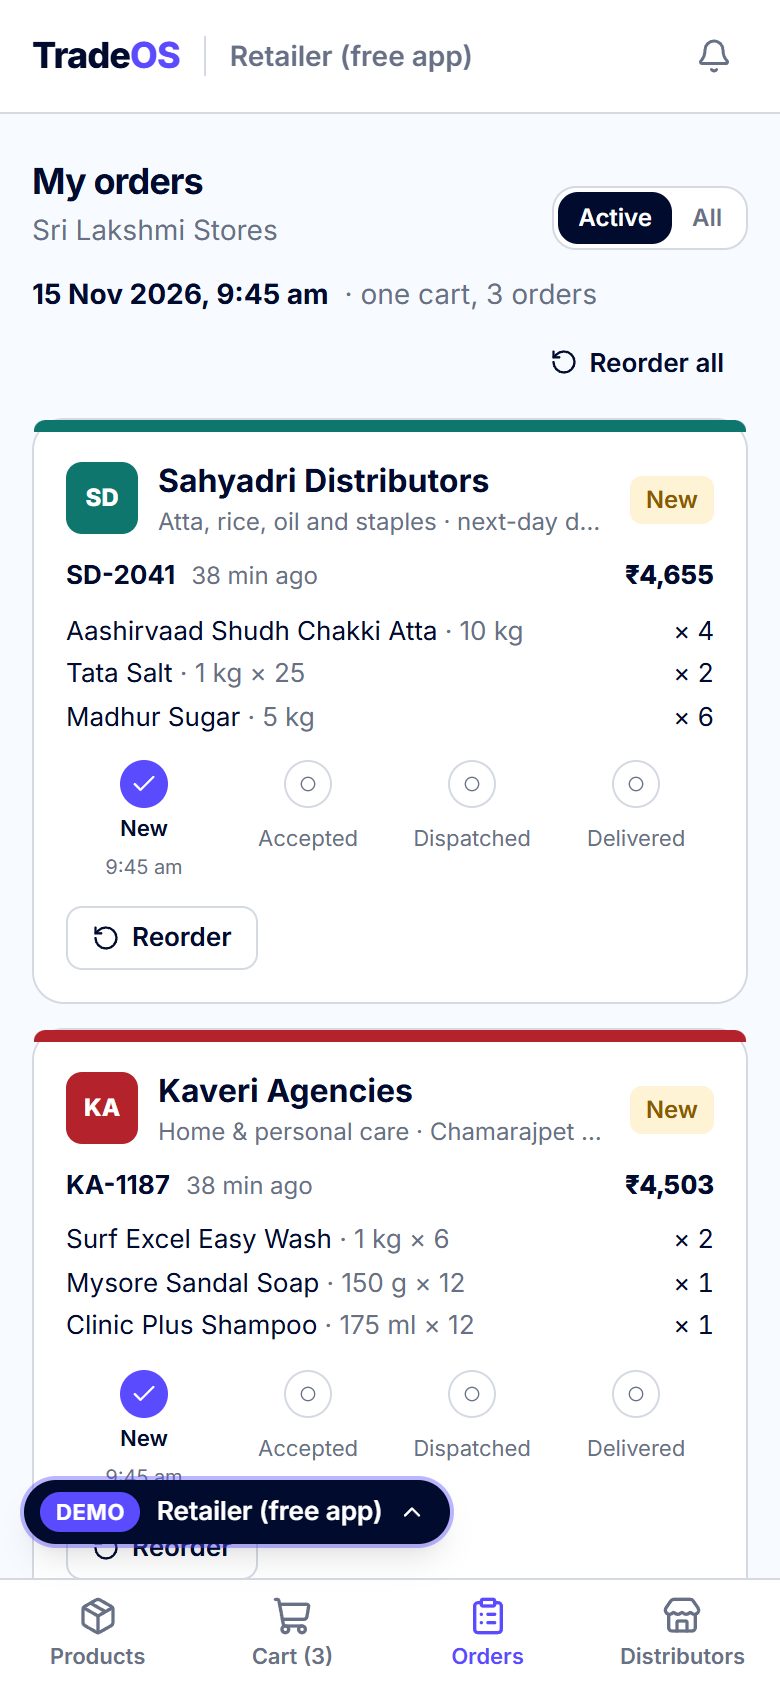 TradeOS Retailer (free app)
My orders
Sri Lakshmi Stores
Active All
15 Nov 2026, 9:45 am · one cart, 3 orders
Reorder all
SD Sahyadri Distributors New
Atta, rice, oil and staples · next-day d...
SD-2041 38 min ago ₹4,655
Aashirvaad Shudh Chakki Atta · 10 kg × 4
Tata Salt · 1 kg × 25 × 2
Madhur Sugar · 5 kg × 6
New Accepted Dispatched Delivered
9:45 am
Reorder
KA Kaveri Agencies New
Home & personal care · Chamarajpet ...
KA-1187 38 min ago ₹4,503
Surf Excel Easy Wash · 1 kg × 6 × 2
Mysore Sandal Soap · 150 g × 12 × 1
Clinic Plus Shampoo · 175 ml × 12 × 1
New Accepted Dispatched Delivered
9:45 am
DEMO Retailer (free app)
Reorder
Products Cart (3) Orders Distributors